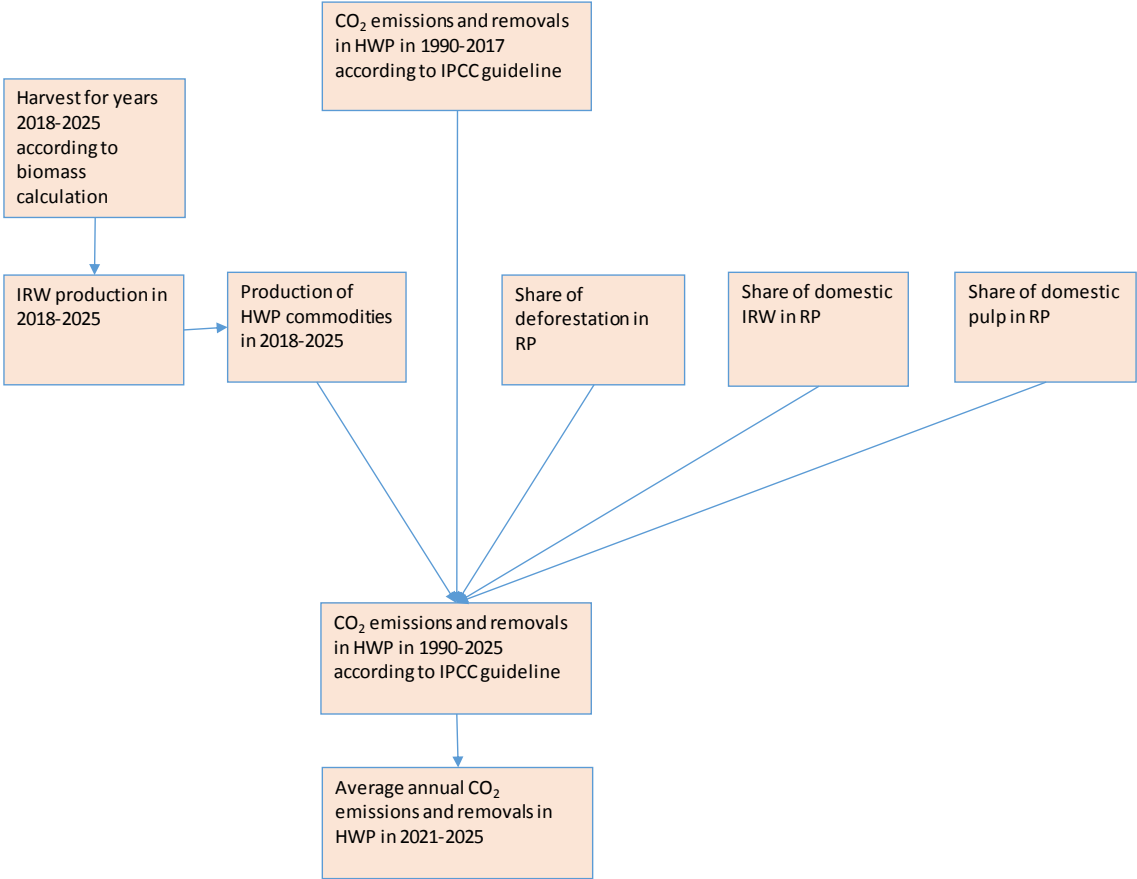 CO₂ emissions and removals
in HWP in 1990-2017
according to IPCC guideline
Harvest for years
2018-2025
according to
biomass
calculation
IRW production in
2018-2025
Production of
HWP commodities
in 2018-2025
Share of
deforestation in
RP
Share of domestic
IRW in RP
Share of domestic
pulp in RP
CO₂ emissions and removals
in HWP in 1990-2025
according to IPCC guideline
Average annual CO₂
emissions and removals in
HWP in 2021-2025